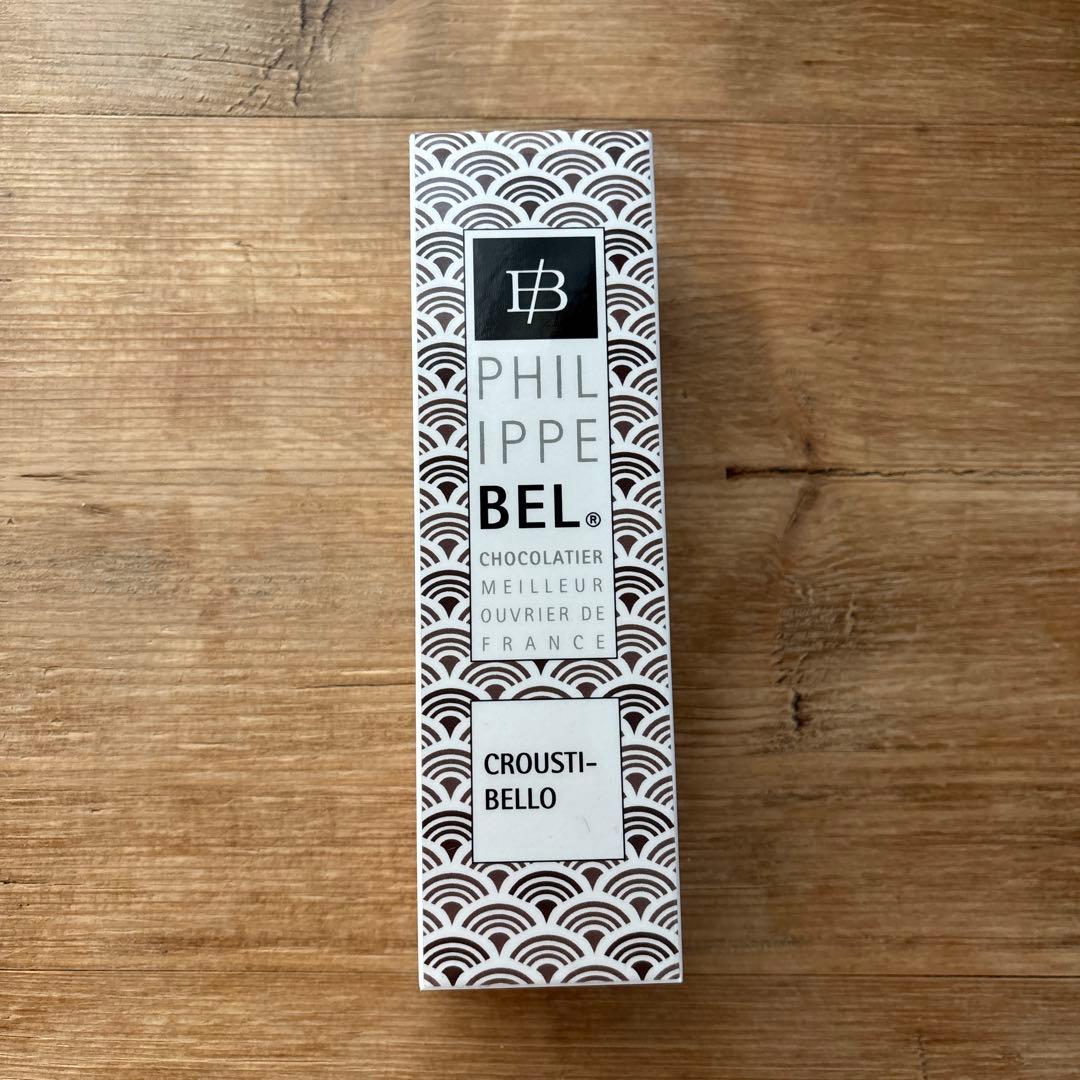 PHIL
IPPE
BEL®
CHOCOLATIER
MEILLEUR
OUVRIER DE
FRANCE
CROUSTI-
BELLO